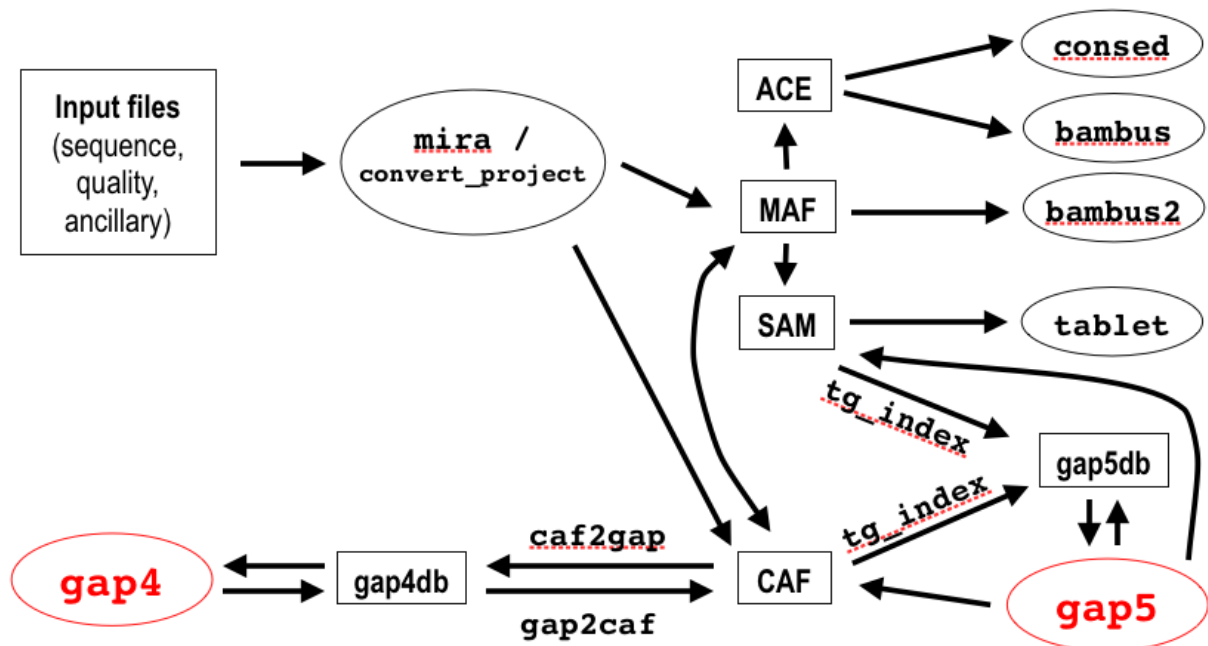 Input files
(sequence,
quality,
ancillary)
mira /
convert_project
ACE
MAF
SAM
consed
bambus
bambus2
tablet
tg_index
gap5db
tg_index
caf2gap
gap4
gap4db
CAF
gap5
gap2caf